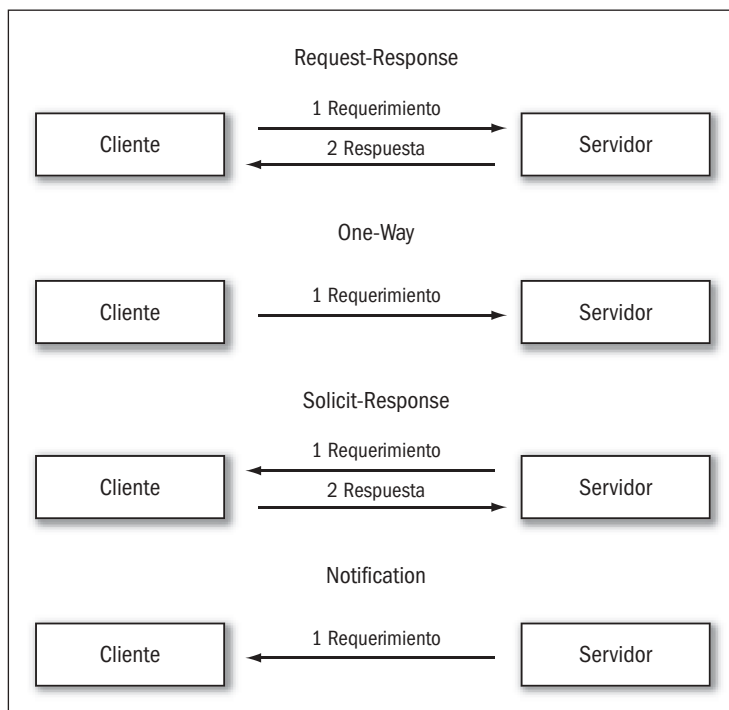 Request-Response
1 Requerimiento
Cliente
Servidor
2 Respuesta
One-Way
1 Requerimiento
Cliente
Servidor
Solicit-Response
1 Requerimiento
Cliente
Servidor
2 Respuesta
Notification
1 Requerimiento
Cliente
Servidor